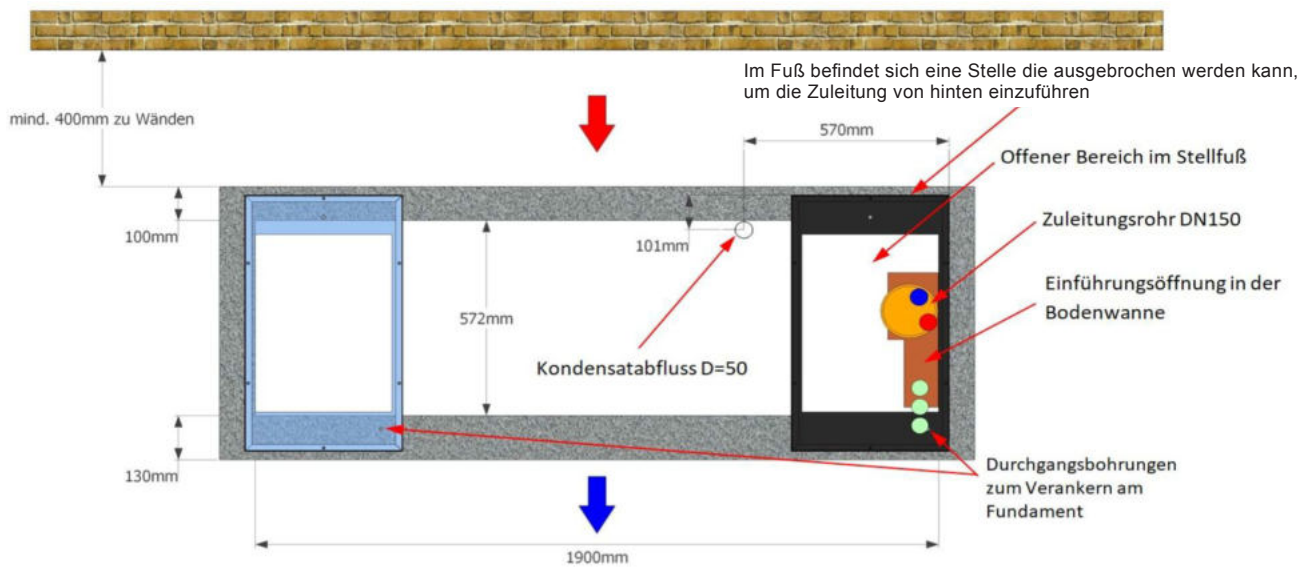 Im Fuß befindet sich eine Stelle die ausgebrochen werden kann,
um die Zuleitung von hinten einzuführen
mind. 400mm zu Wänden
570mm
Offener Bereich im Stellfuß
100mm
101mm
Zuleitungsrohr DN150
Einführungsöffnung in der
Bodenwanne
572mm
Kondensatabfluss D=50
130mm
Durchgangsbohrungen
zum Verankern am
Fundament
1900mm